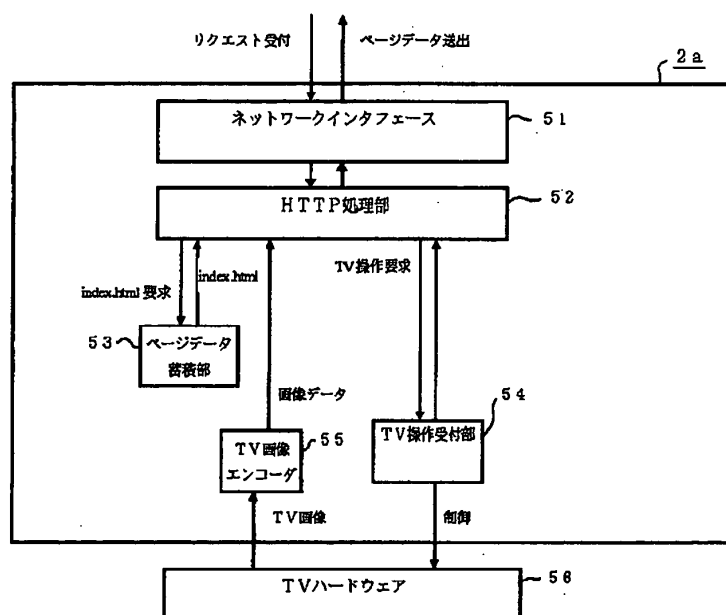 リクエスト受付
ページデータ送出
2a
ネットワークインタフェース
51
HTTP処理部
52
index.html 要求
index.html
TV操作要求
53
ページデータ
蓄積部
画像データ
54
TV操作受付部
55
TV画像
エンコーダ
TV画像
制御
TVハードウェア
56